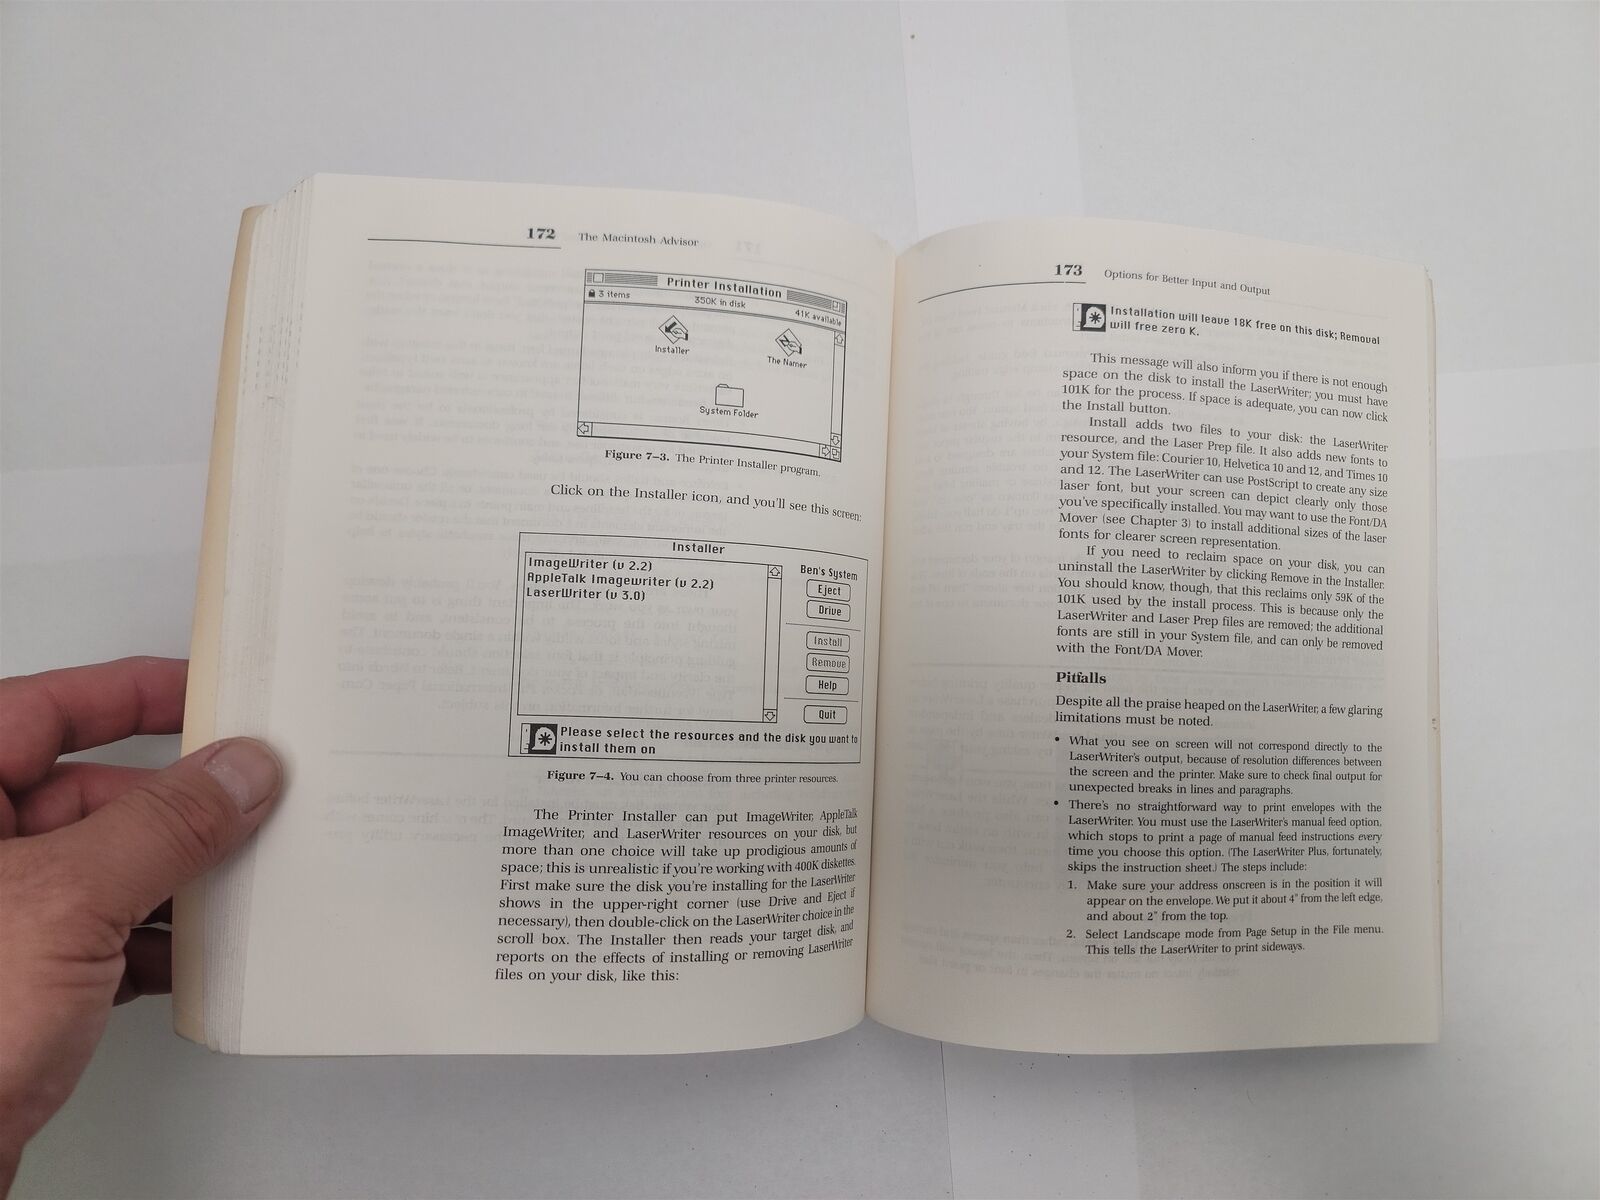 172 The Macintosh Advisor
Printer Installation
3 items 350K in disk 41K available
Installer The Namer
System Folder
Figure 7–3. The Printer Installer program.
Click on the Installer icon, and you'll see this screen:
Installer
ImageWriter (v 2.2)
AppleTalk Imagewriter (v 2.2)
LaserWriter (v 3.0)
Ben's System
Eject
Drive
Install
Remove
Help
Quit
Please select the resources and the disk you want to
install them on
Figure 7–4. You can choose from three printer resources.
The Printer Installer can put ImageWriter, AppleTalk
ImageWriter, and LaserWriter resources on your disk, but
more than one choice will take up prodigious amounts of
space; this is unrealistic if you're working with 400K diskettes.
First make sure the disk you're installing for the LaserWriter
shows in the upper-right corner (use Drive and Eject if
necessary), then double-click on the LaserWriter choice in the
scroll box. The Installer then reads your target disk, and
reports on the effects of installing or removing LaserWriter
files on your disk, like this:
173 Options for Better Input and Output
Installation will leave 18K free on this disk; Removal
will free zero K.
This message will also inform you if there is not enough
space on the disk to install the LaserWriter; you must have
101K for the process. If space is adequate, you can now click
the Install button.
Install adds two files to your disk: the LaserWriter
resource, and the Laser Prep file. It also adds new fonts to
your System file: Courier 10, Helvetica 10 and 12, and Times 10
and 12. The LaserWriter can use PostScript to create any size
laser font, but your screen can depict clearly only those
you've specifically installed. You may want to use the Font/DA
Mover (see Chapter 3) to install additional sizes of the laser
fonts for clearer screen representation.
If you need to reclaim space on your disk, you can
uninstall the LaserWriter by clicking Remove in the Installer.
You should know, though, that this reclaims only 59K of the
101K used by the install process. This is because only the
LaserWriter and Laser Prep files are removed; the additional
fonts are still in your System file, and can only be removed
with the Font/DA Mover.
Pitfalls
Despite all the praise heaped on the LaserWriter, a few glaring
limitations must be noted.
• What you see on screen will not correspond directly to the
LaserWriter's output, because of resolution differences between
the screen and the printer. Make sure to check final output for
unexpected breaks in lines and paragraphs.
• There's no straightforward way to print envelopes with the
LaserWriter. You must use the LaserWriter's manual feed option,
which stops to print a page of manual feed instructions every
time you choose this option. (The LaserWriter Plus, fortunately,
skips the instruction sheet.) The steps include:
1. Make sure your address onscreen is in the position it will
appear on the envelope. We put it about 4" from the left edge,
and about 2" from the top.
2. Select Landscape mode from Page Setup in the File menu.
This tells the LaserWriter to print sideways.